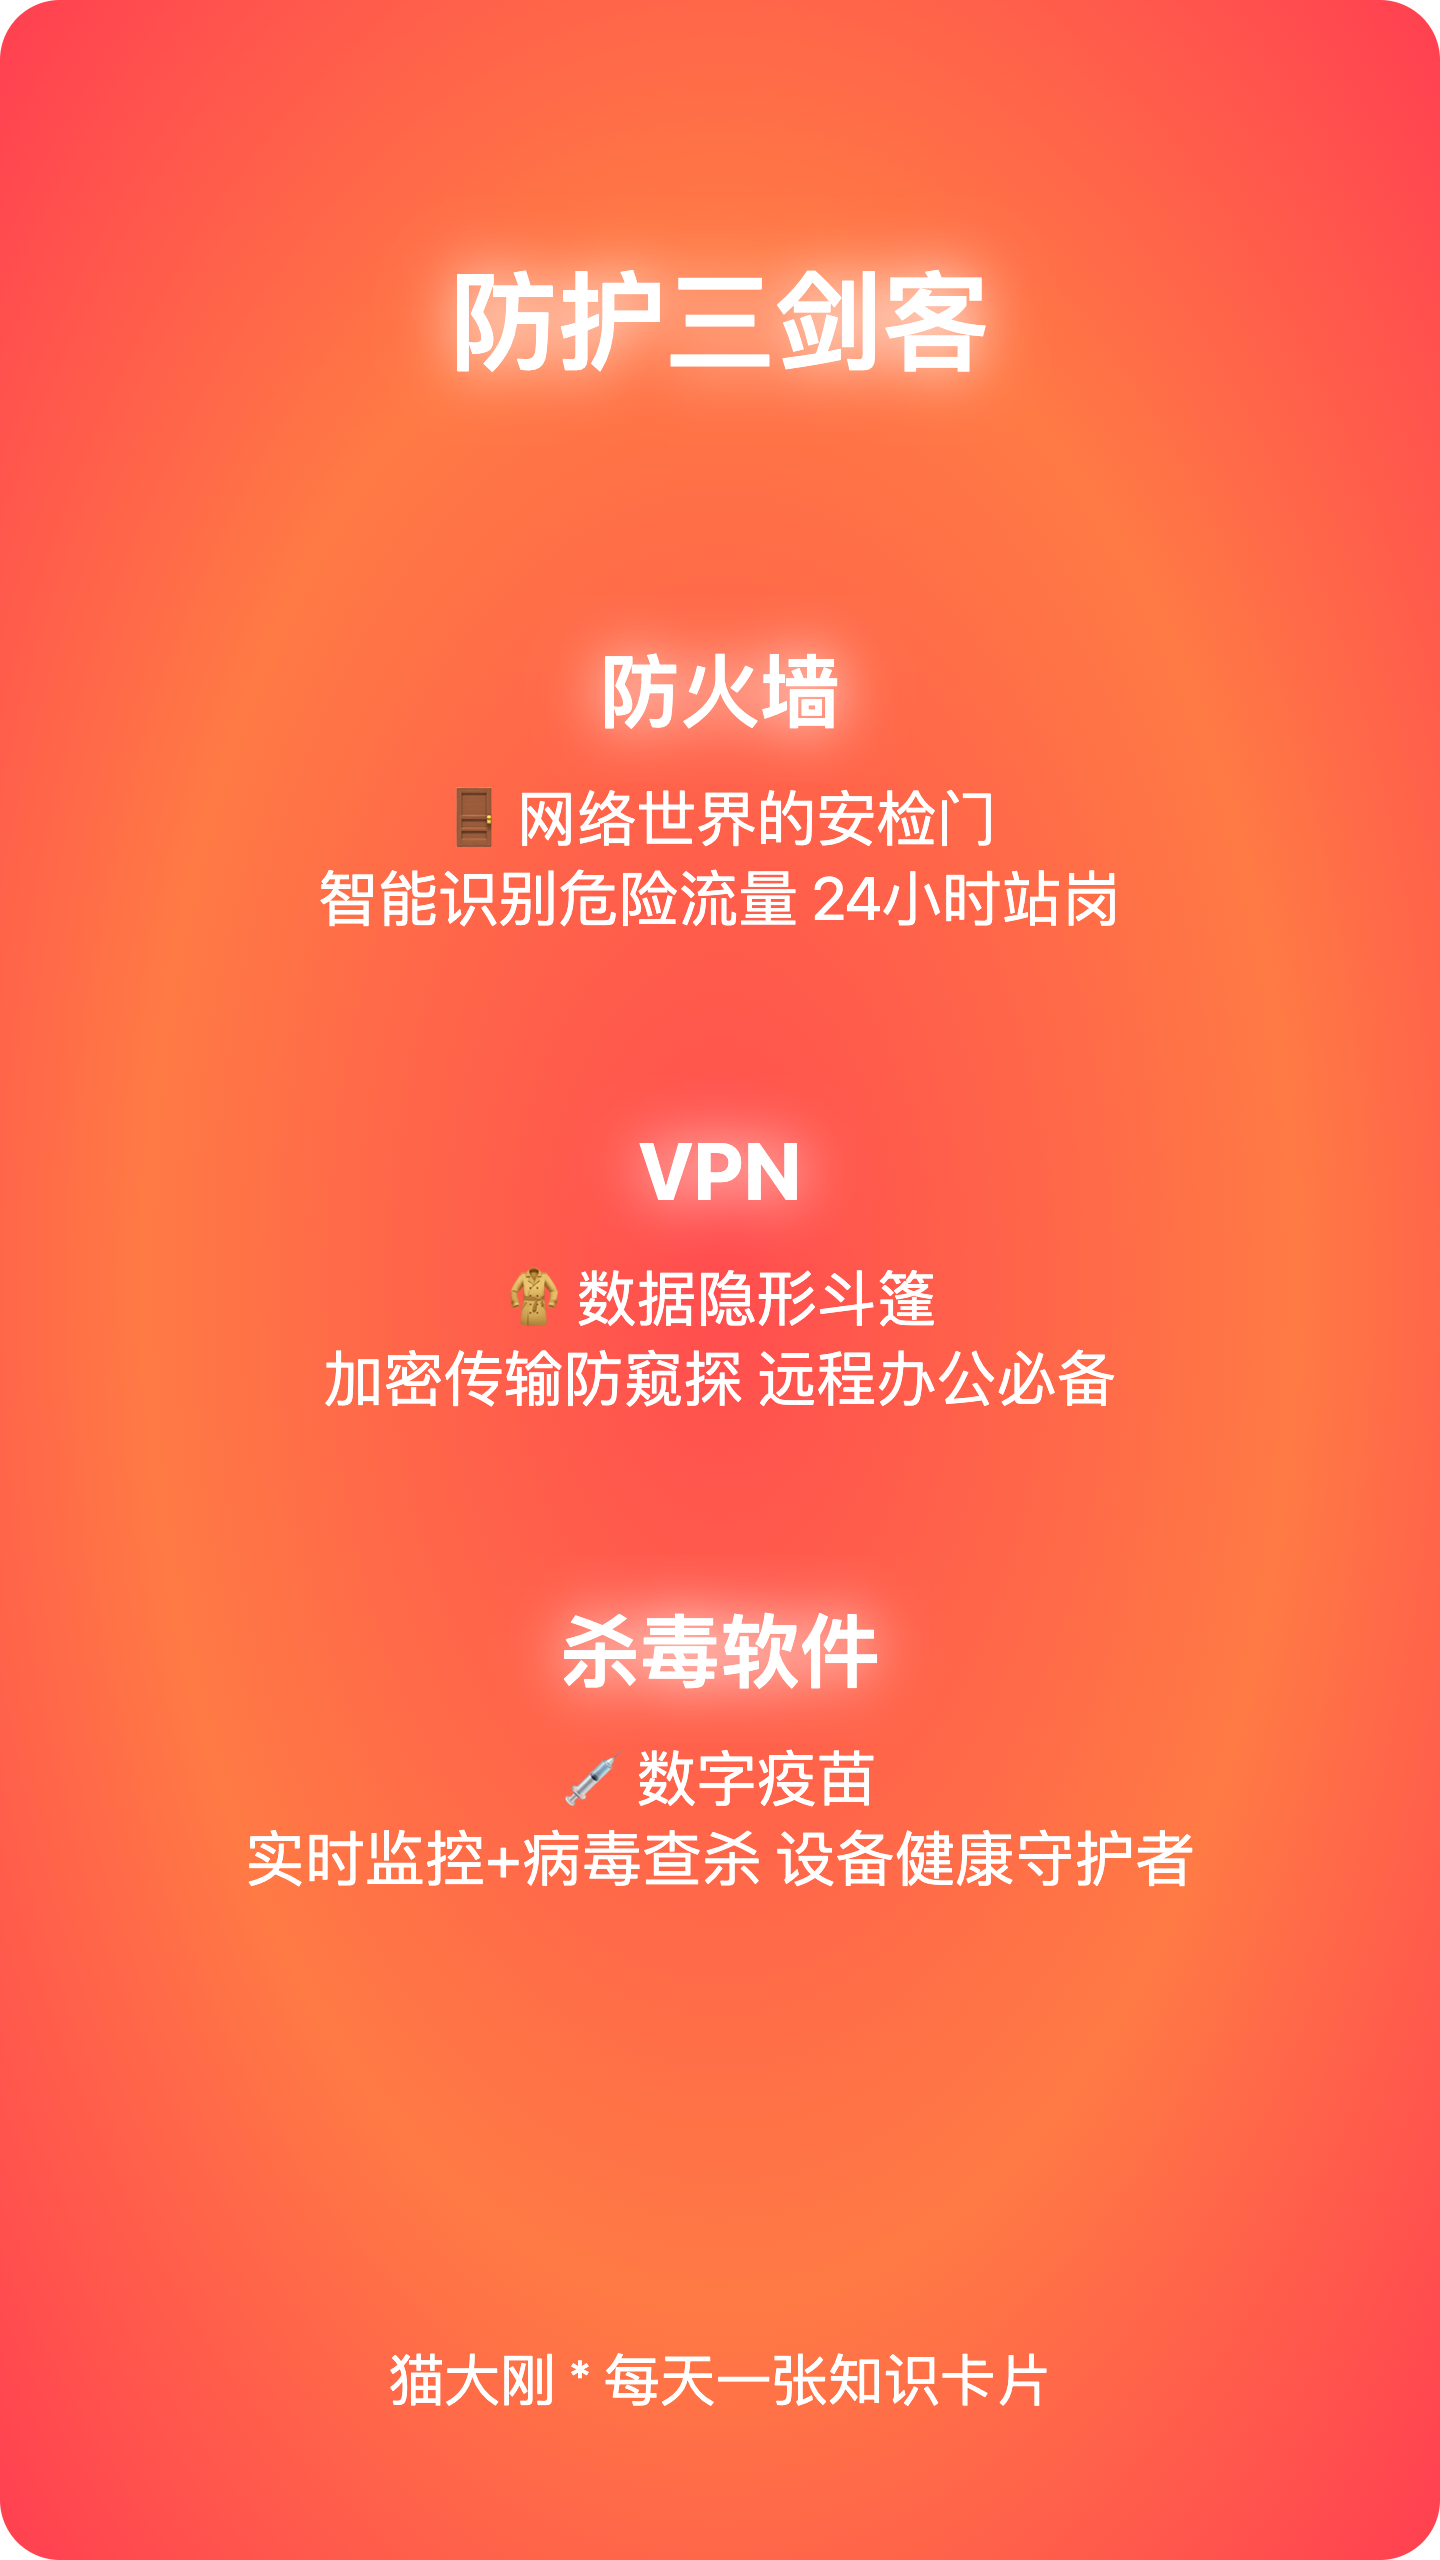 防护三剑客
防火墙
🚪 网络世界的安检门
智能识别危险流量 24小时站岗
VPN
🧥 数据隐形斗篷
加密传输防窥探 远程办公必备
杀毒软件
💉 数字疫苗
实时监控+病毒查杀 设备健康守护者
猫大刚 * 每天一张知识卡片